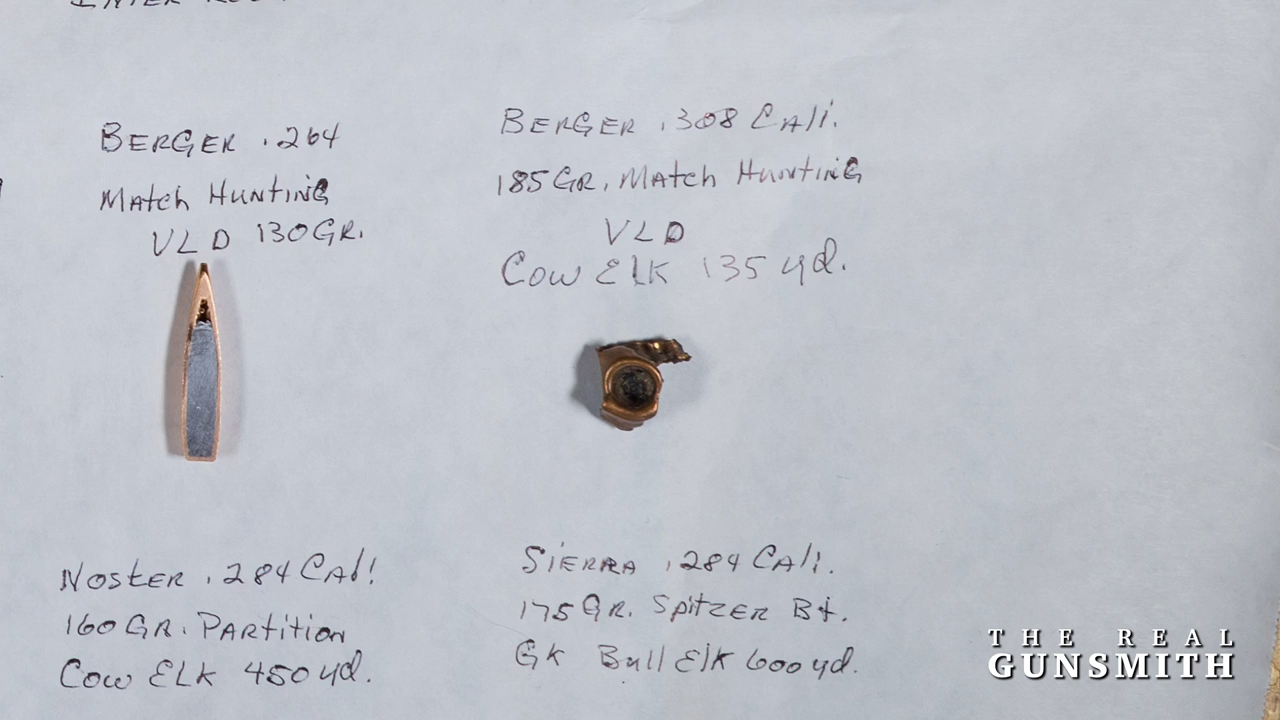 BERGER .264
Match Hunting
VLD 130GR.
BERGER .308 Cali.
185GR. Match Hunting
VLD
Cow Elk 135 yd.
Nosler .284 Cal!
160GR. Partition
Cow Elk 450 yd.
Sierra .284 Cali.
175GR. Spitzer Bt.
GK Bull Elk 600 yd.
THE REAL
GUNSMITH